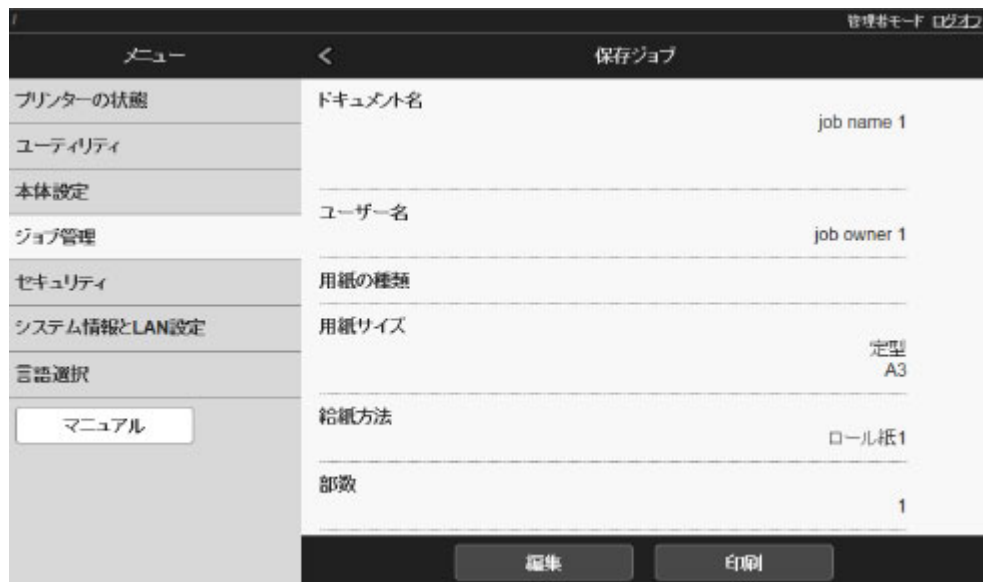 /
管理者モード ログオフ
メニュー
<
保存ジョブ
プリンターの状態
ユーティリティ
本体設定
ジョブ管理
セキュリティ
システム情報とLAN設定
言語選択
マニュアル
ドキュメント名
job name 1
ユーザー名
job owner 1
用紙の種類
用紙サイズ
定型
A3
給紙方法
ロール紙1
部数
1
編集
印刷